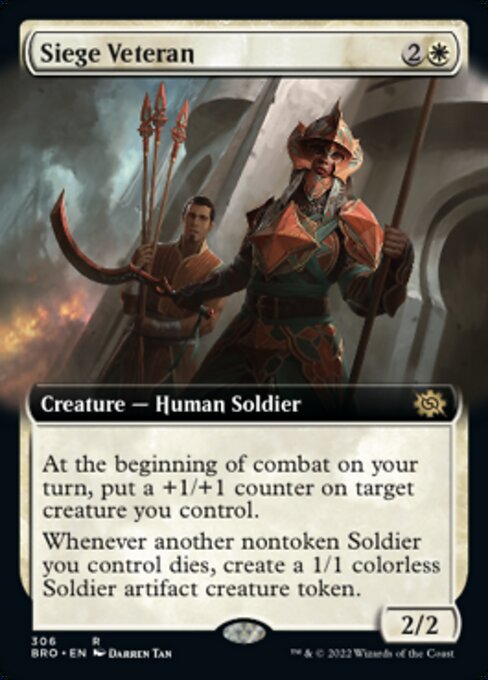 Siege Veteran 2
Creature — Human Soldier
At the beginning of combat on your
turn, put a +1/+1 counter on target
creature you control.
Whenever another nontoken Soldier
you control dies, create a 1/1 colorless
Soldier artifact creature token.
2/2
306 R
BRO • EN Darren Tan
™ & © 2022 Wizards of the Coast